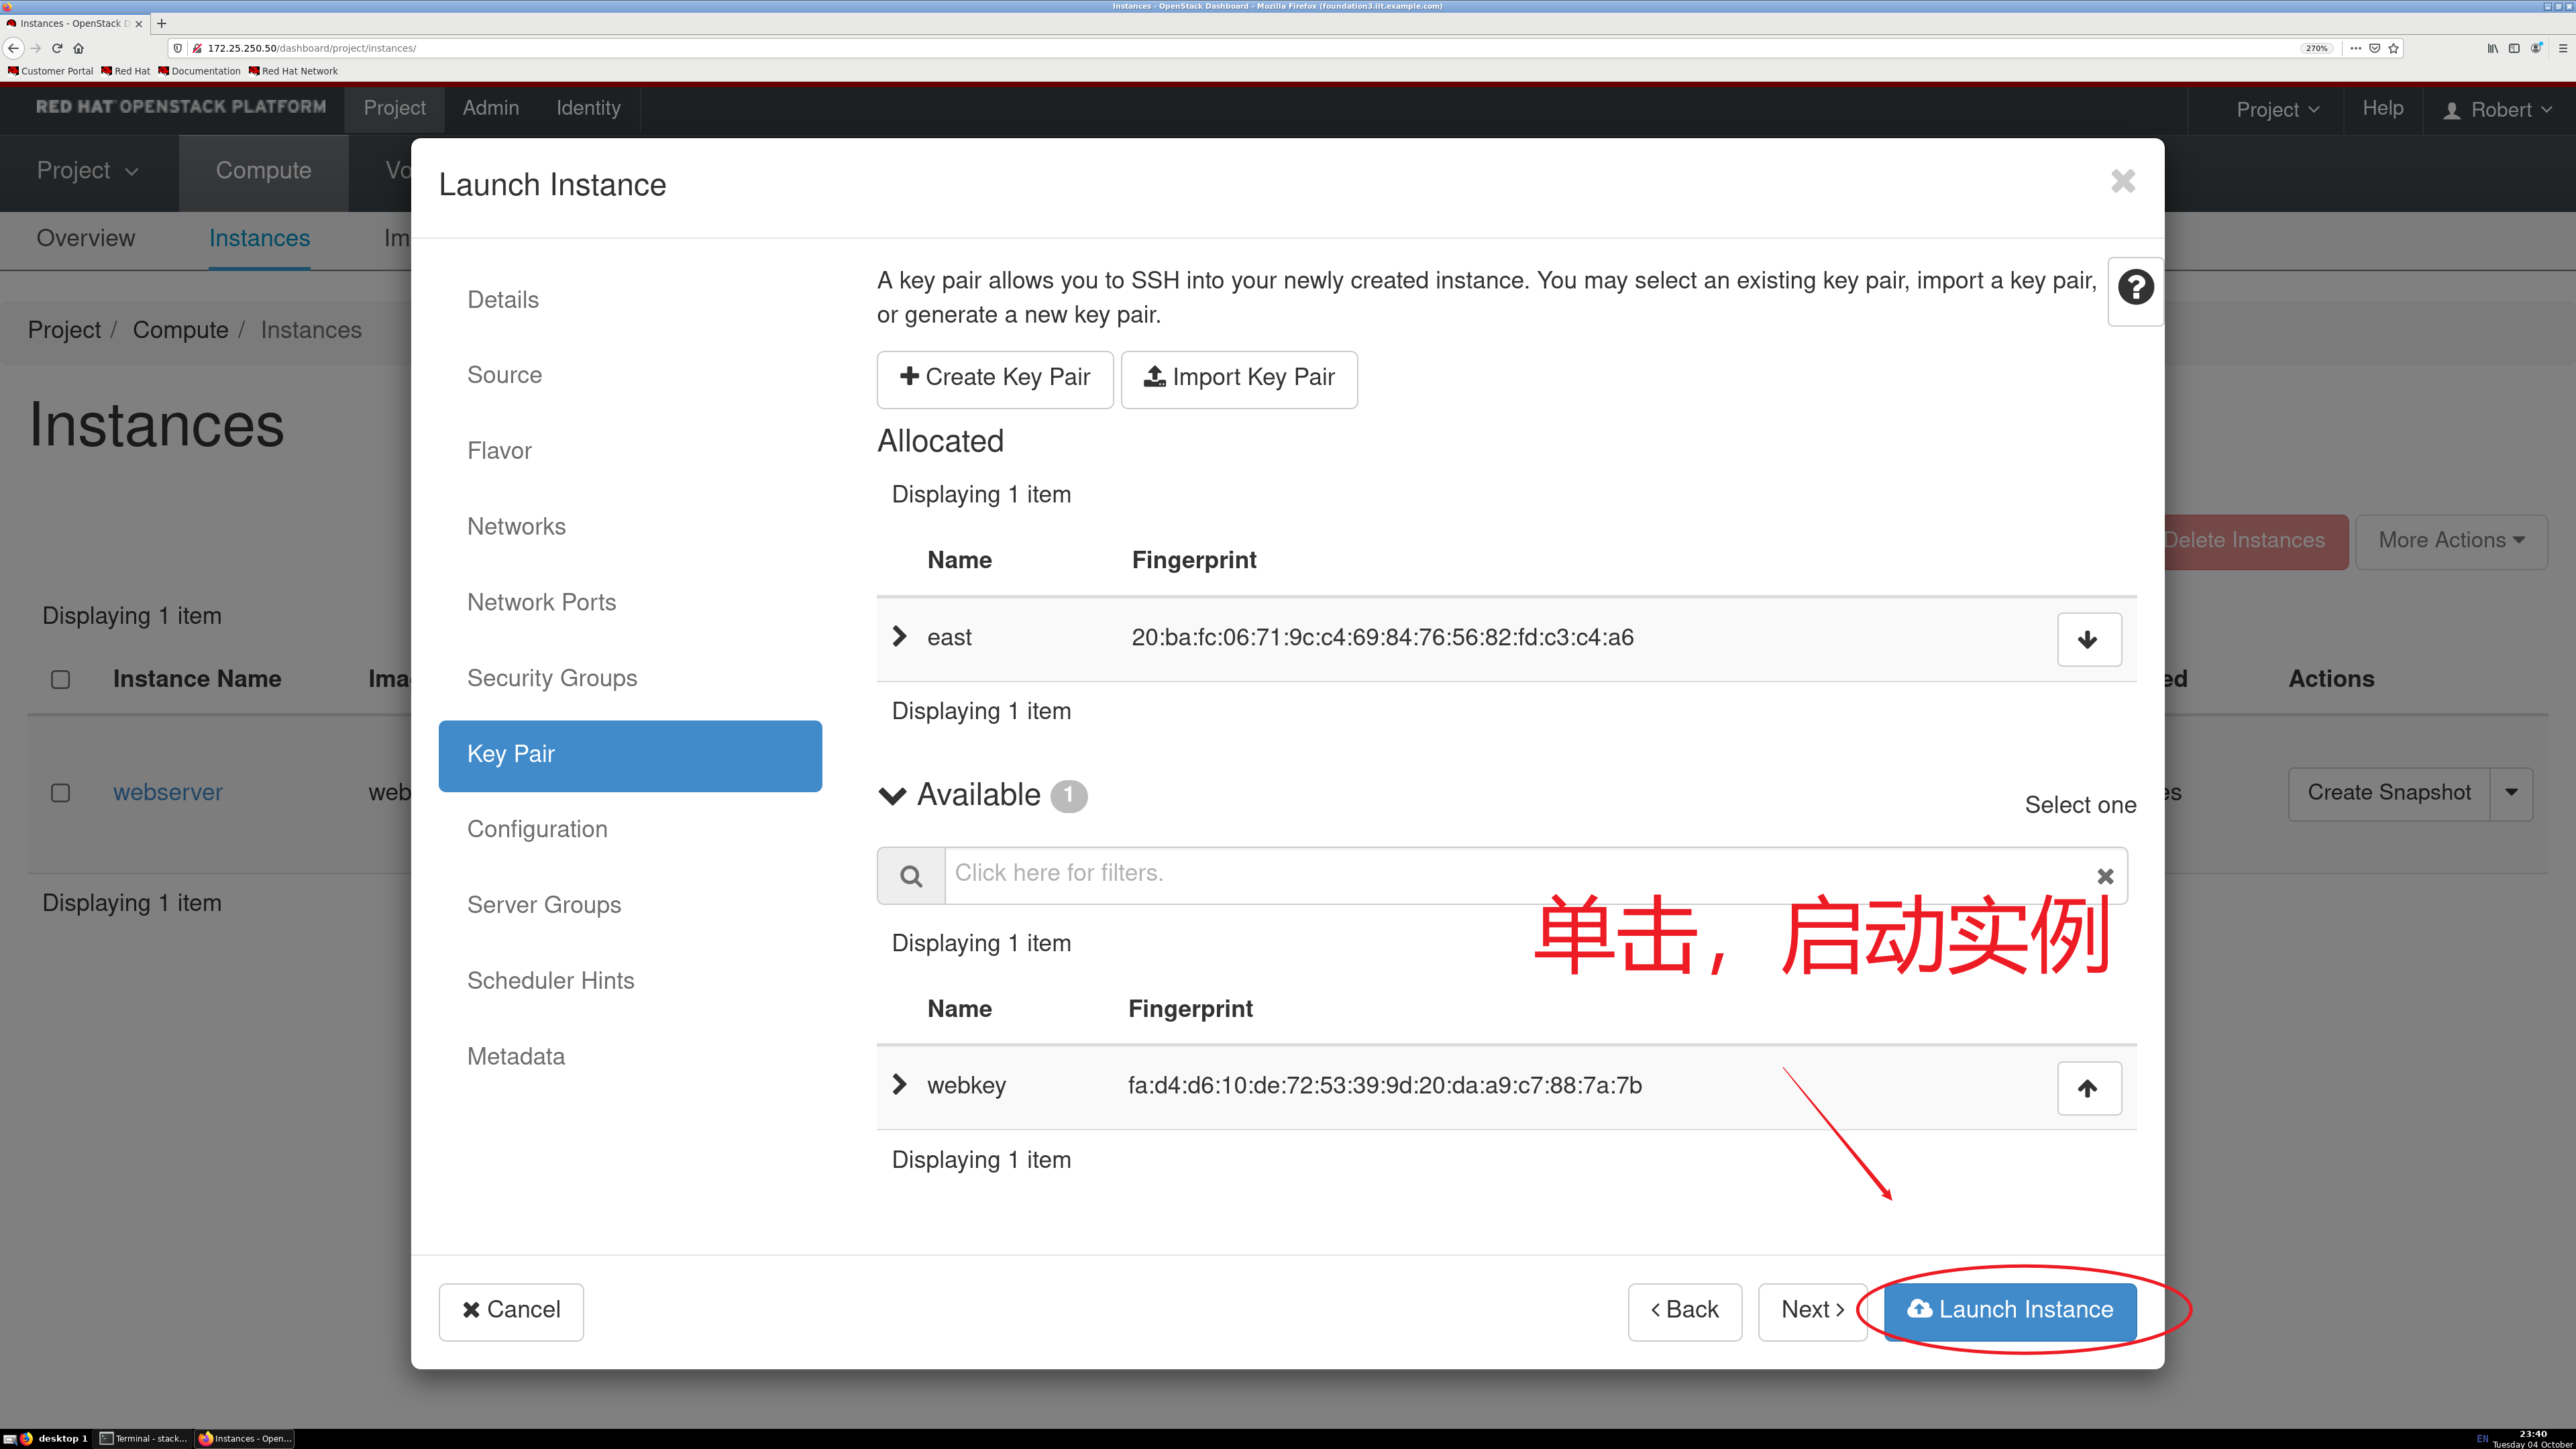 Instances - OpenStack Dashboard - Mozilla Firefox (foundation3.ilt.example.com)
Instances - OpenStack D
172.25.250.50/dashboard/project/instances/
270%
Customer Portal Red Hat Documentation Red Hat Network
RED HAT OPENSTACK PLATFORM Project Admin Identity Project Help Robert
Project Compute Vo
Overview Instances Im
Project / Compute / Instances
Instances
Delete Instances More Actions
Displaying 1 item
Instance Name Ima ed Actions
webserver web es Create Snapshot
Displaying 1 item
Launch Instance
Details
Source
Flavor
Networks
Network Ports
Security Groups
Key Pair
Configuration
Server Groups
Scheduler Hints
Metadata
A key pair allows you to SSH into your newly created instance. You may select an existing key pair, import a key pair,
or generate a new key pair.
Create Key Pair Import Key Pair
Allocated
Displaying 1 item
Name Fingerprint
east 20:ba:fc:06:71:9c:c4:69:84:76:56:82:fd:c3:c4:a6
Displaying 1 item
Available 1 Select one
Click here for filters.
单击，启动实例
Displaying 1 item
Name Fingerprint
webkey fa:d4:d6:10:de:72:53:39:9d:20:da:a9:c7:88:7a:7b
Displaying 1 item
Cancel Back Next Launch Instance
desktop 1 Terminal - stack... Instances - Open...
EN 23:40
Tuesday 04 October